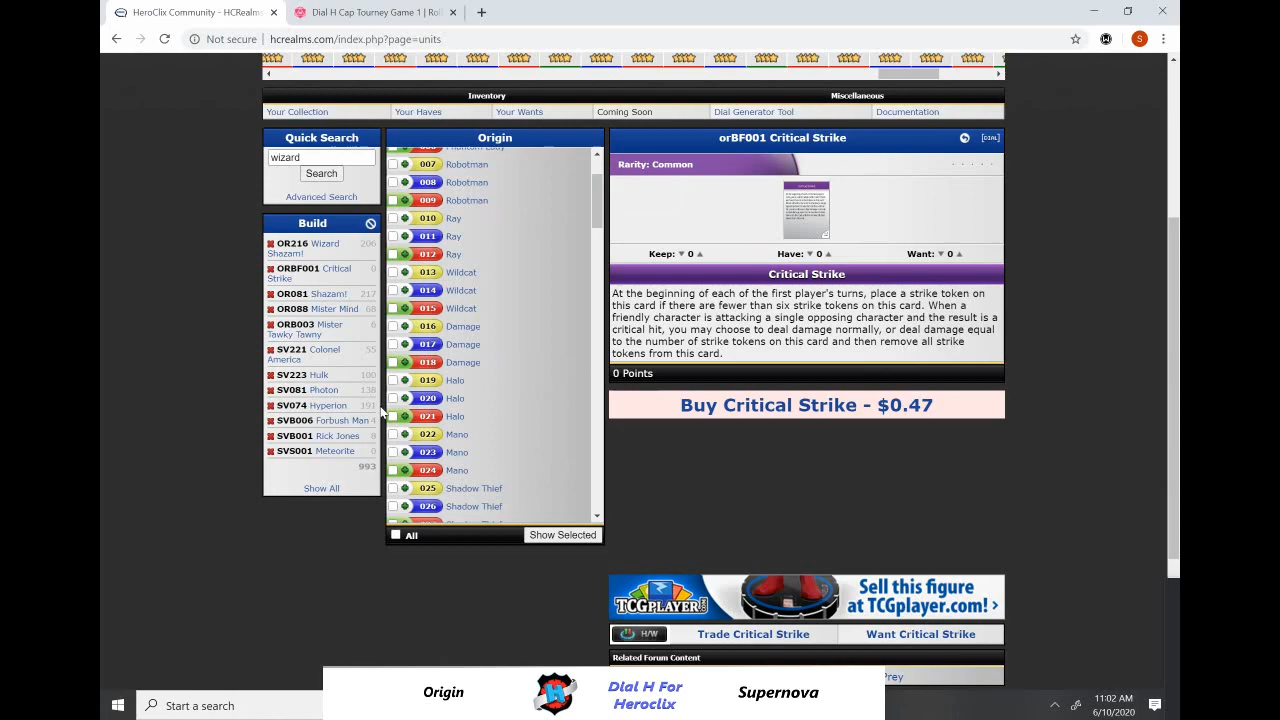 HeroClix Community - HCRealms
Dial H Cap Tourney Game 1 | Roll
Not secure | hcrealms.com/index.php?page=units
S
Inventory
Miscellaneous
Your Collection
Your Haves
Your Wants
Coming Soon
Dial Generator Tool
Documentation
Quick Search
wizard
Search
Advanced Search
Build
OR216 Wizard 206
Shazam!
ORBF001 Critical 0
Strike
OR081 Shazam! 217
OR088 Mister Mind 68
ORB003 Mister 6
Tawky Tawny
SV221 Colonel 55
America
SV223 Hulk 100
SV081 Photon 138
SV074 Hyperion 191
SVB006 Forbush Man 4
SVB001 Rick Jones 8
SVS001 Meteorite 0
993
Show All
Origin
007 Robotman
008 Robotman
009 Robotman
010 Ray
011 Ray
012 Ray
013 Wildcat
014 Wildcat
015 Wildcat
016 Damage
017 Damage
018 Damage
019 Halo
020 Halo
021 Halo
022 Mano
023 Mano
024 Mano
025 Shadow Thief
026 Shadow Thief
All
Show Selected
orBF001 Critical Strike
[DIAL]
Rarity: Common
Keep: 0
Have: 0
Want: 0
Critical Strike
At the beginning of each of the first player's turns, place a strike token on
this card if there are fewer than six strike tokens on this card. When a
friendly character is attacking a single opposing character and the result is a
critical hit, you may choose to deal damage normally, or deal damage equal
to the number of strike tokens on this card and then remove all strike
tokens from this card.
0 Points
Buy Critical Strike - $0.47
TCGPLAYER
Sell this figure
at TCGplayer.com!
H/W
Trade Critical Strike
Want Critical Strike
Related Forum Content
Prey
Origin
Dial H For
Heroclix
Supernova
Start a search
11:02 AM
6/10/2020